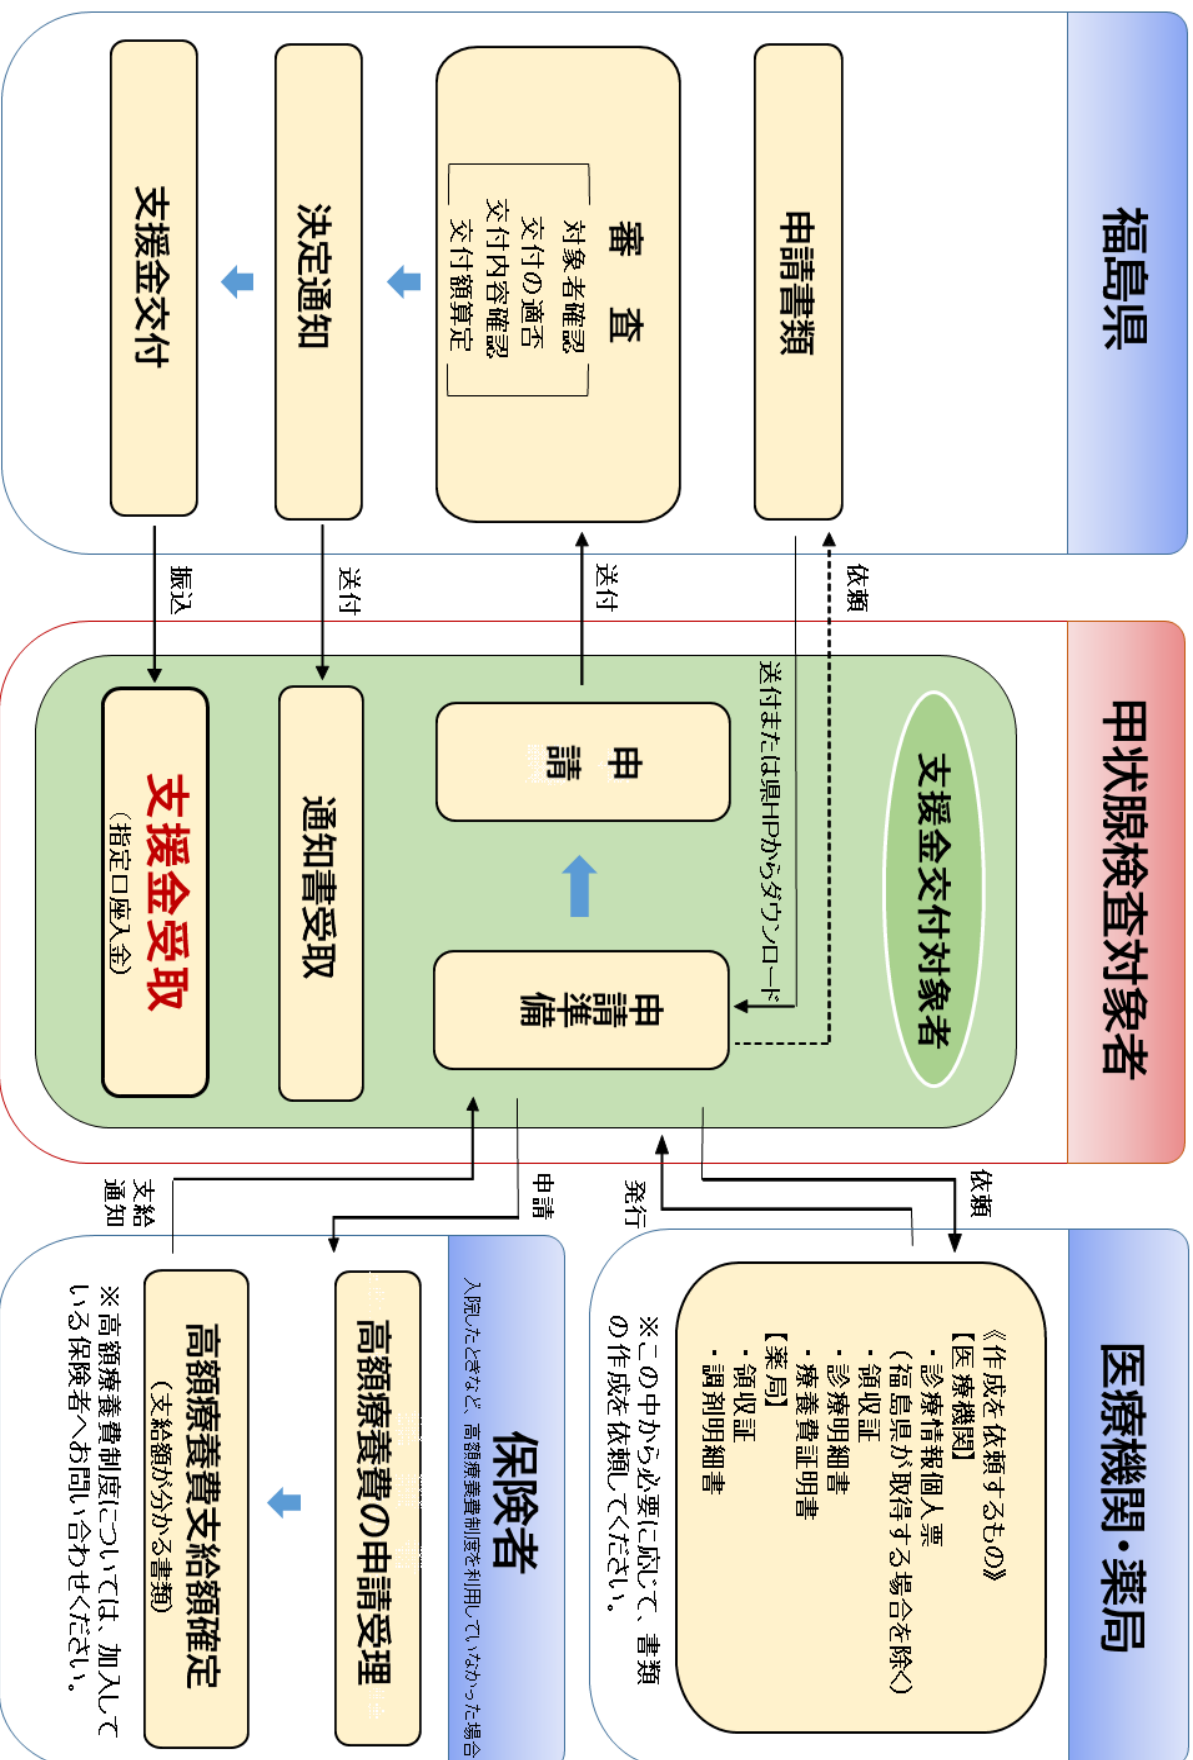 福島県
申請書類
審　査
対象者確認
交付の適否
交付内容確認
交付額算定
決定通知
支援金交付
依頼
送付
送付
振込
甲状腺検査対象者
支援金交付対象者
送付または県HPからダウンロード
申請準備
申請
通知書受取
支援金受取
（指定口座入金）
依頼
発行
申請
支給
通知
医療機関・薬局
《作成を依頼するもの》
【医療機関】
・診療情報個人票
（福島県が取得する場合を除く）
・領収証
・診療明細書
・療養費証明書
【薬局】
・領収証
・調剤明細書
※この中から必要に応じて、書類
の作成を依頼してください。
保険者
入院したときなど、高額療養費制度を利用していなかった場合
高額療養費の申請受理
高額療養費支給額確定
（支給額が分かる書類）
※高額療養費制度については、加入して
いる保険者へお問い合わせください。